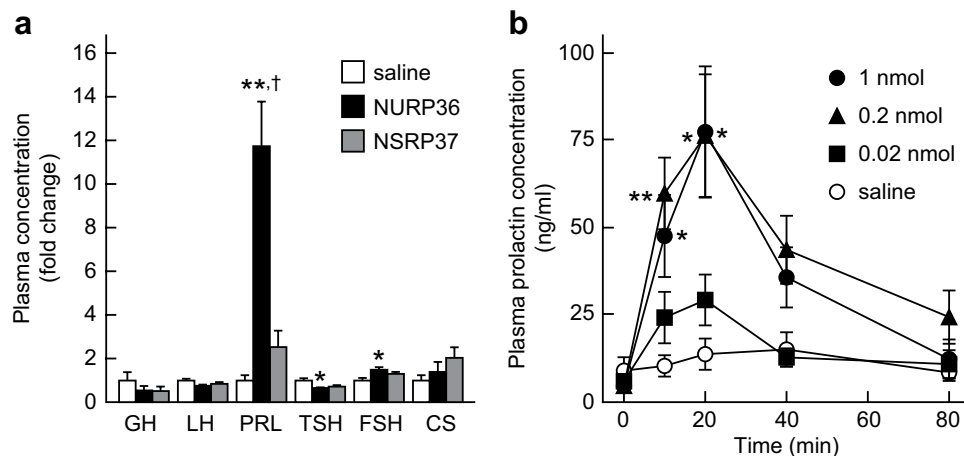 a
Plasma concentration
(fold change)
16
14
12
10
8
6
4
2
0
**,†
*
*
saline
NURP36
NSRP37
GH LH PRL TSH FSH CS
b
Plasma prolactin concentration
(ng/ml)
100
75
50
25
0
**
*
*
*
1 nmol
0.2 nmol
0.02 nmol
saline
0 20 40 60 80
Time (min)